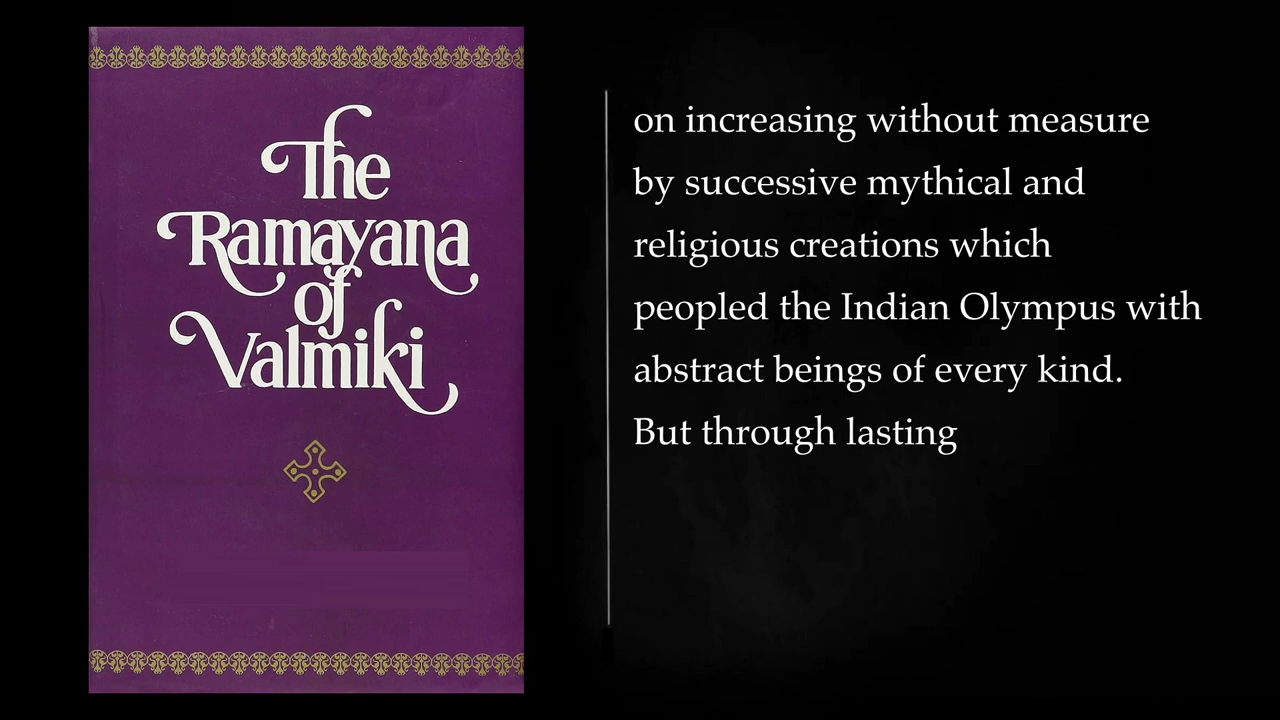 The
Ramayana
of
Valmiki
on increasing without measure
by successive mythical and
religious creations which
peopled the Indian Olympus with
abstract beings of every kind.
But through lasting